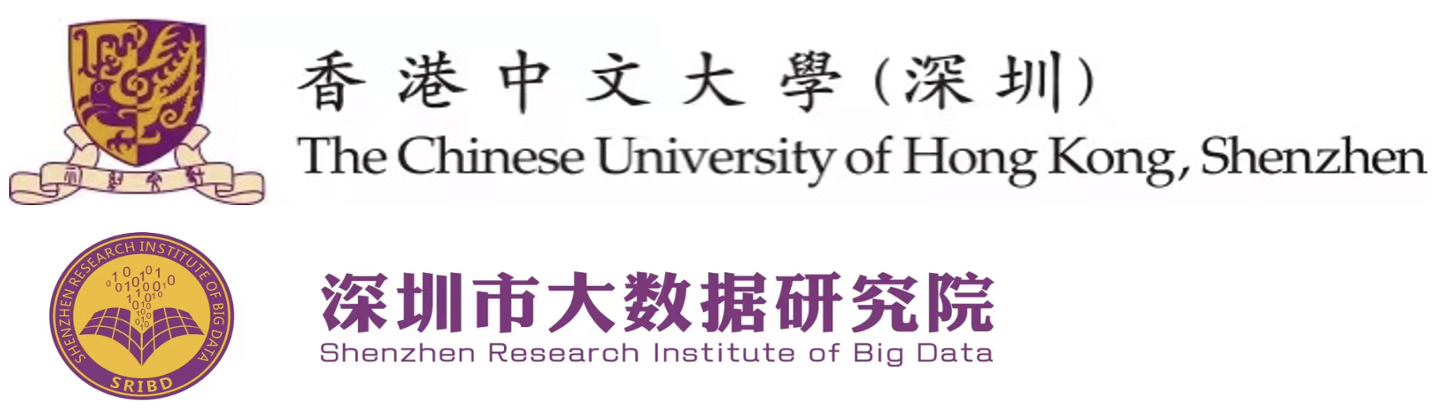 香港中文大學(深圳)
The Chinese University of Hong Kong, Shenzhen
SHENZHEN RESEARCH INSTITUTE OF BIG DATA
SRIBD
深圳市大数据研究院
Shenzhen Research Institute of Big Data